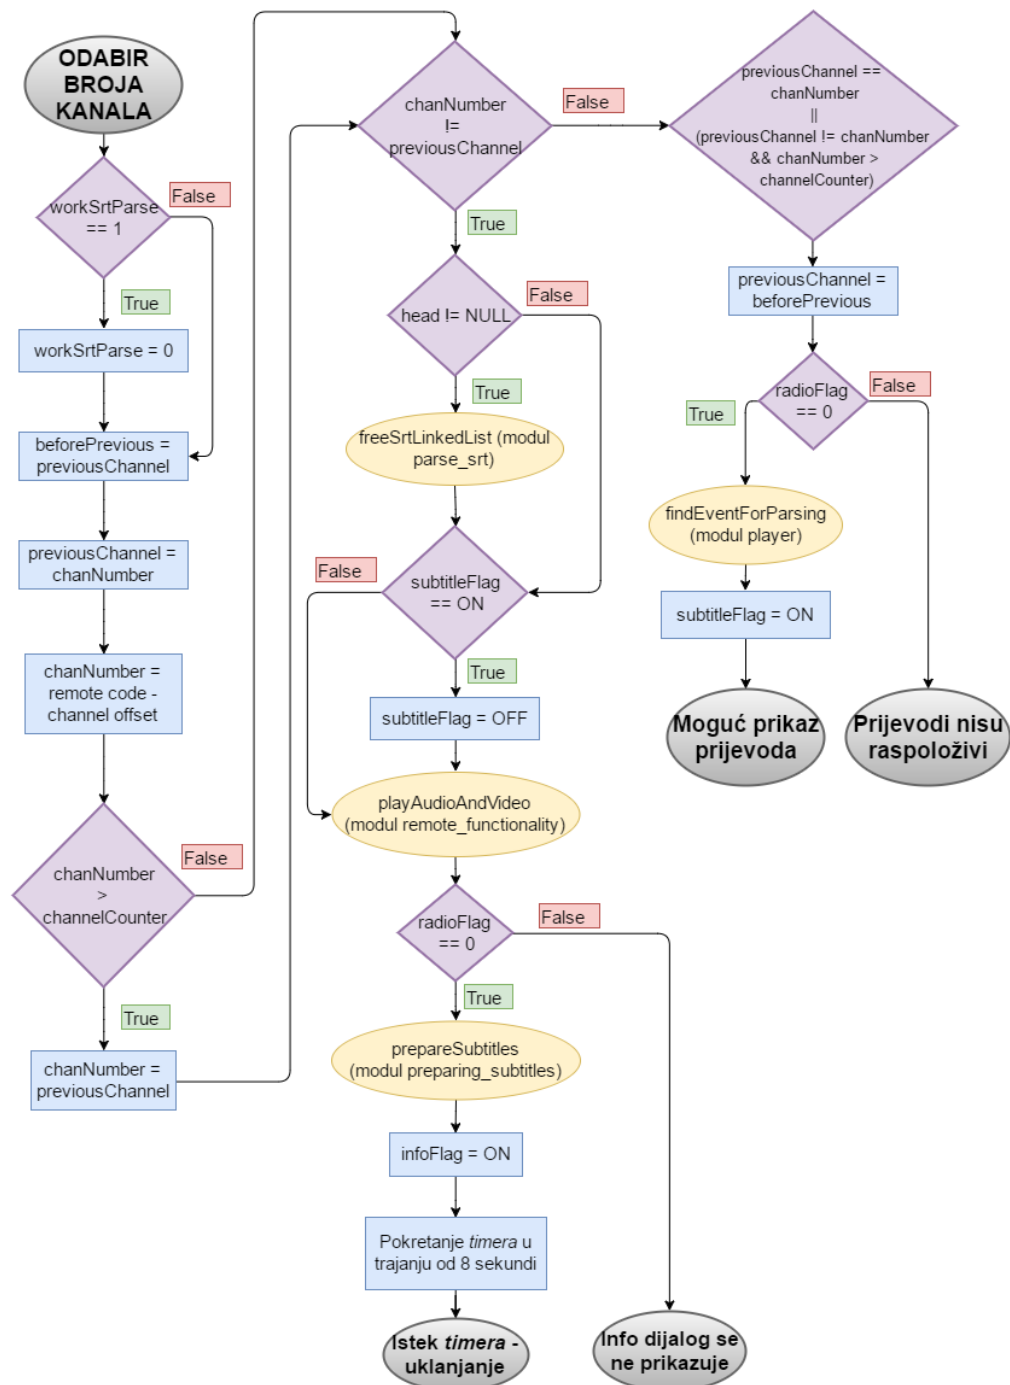 ODABIR
BROJA
KANALA
workSrtParse
== 1
False
True
workSrtParse = 0
beforePrevious =
previousChannel
previousChannel =
chanNumber
chanNumber =
remote code -
channel offset
chanNumber
>
channelCounter
False
True
chanNumber =
previousChannel
chanNumber
!=
previousChannel
False
True
head != NULL
False
True
freeSrtLinkedList (modul
parse_srt)
subtitleFlag
== ON
False
True
subtitleFlag = OFF
playAudioAndVideo
(modul remote_functionality)
radioFlag
== 0
False
True
prepareSubtitles
(modul preparing_subtitles)
infoFlag = ON
Pokretanje timera u
trajanju od 8 sekundi
Istek timera -
uklanjanje
Info dijalog se
ne prikazuje
previousChannel ==
chanNumber
||
(previousChannel != chanNumber
&& chanNumber >
channelCounter)
previousChannel =
beforePrevious
radioFlag
== 0
True
False
findEventForParsing
(modul player)
subtitleFlag = ON
Moguć prikaz
prijevoda
Prijevodi nisu
raspoloživi